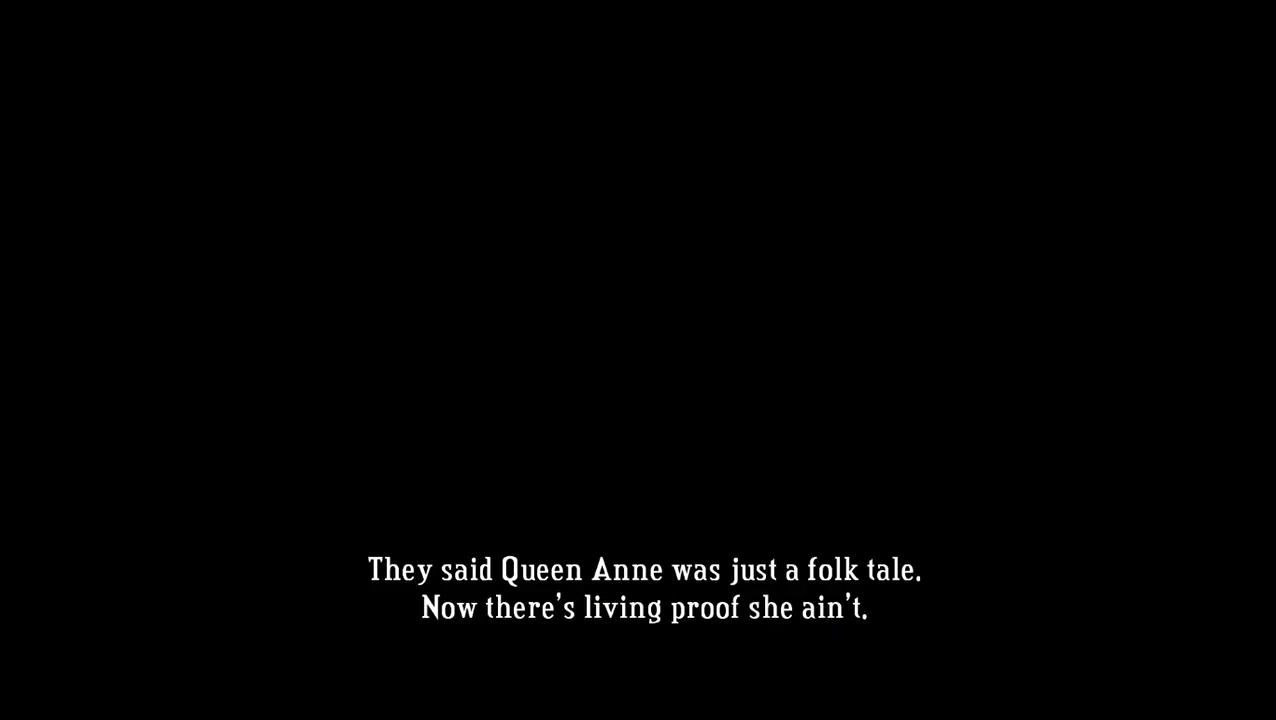 They said Queen Anne was just a folk tale.
Now there's living proof she ain't.